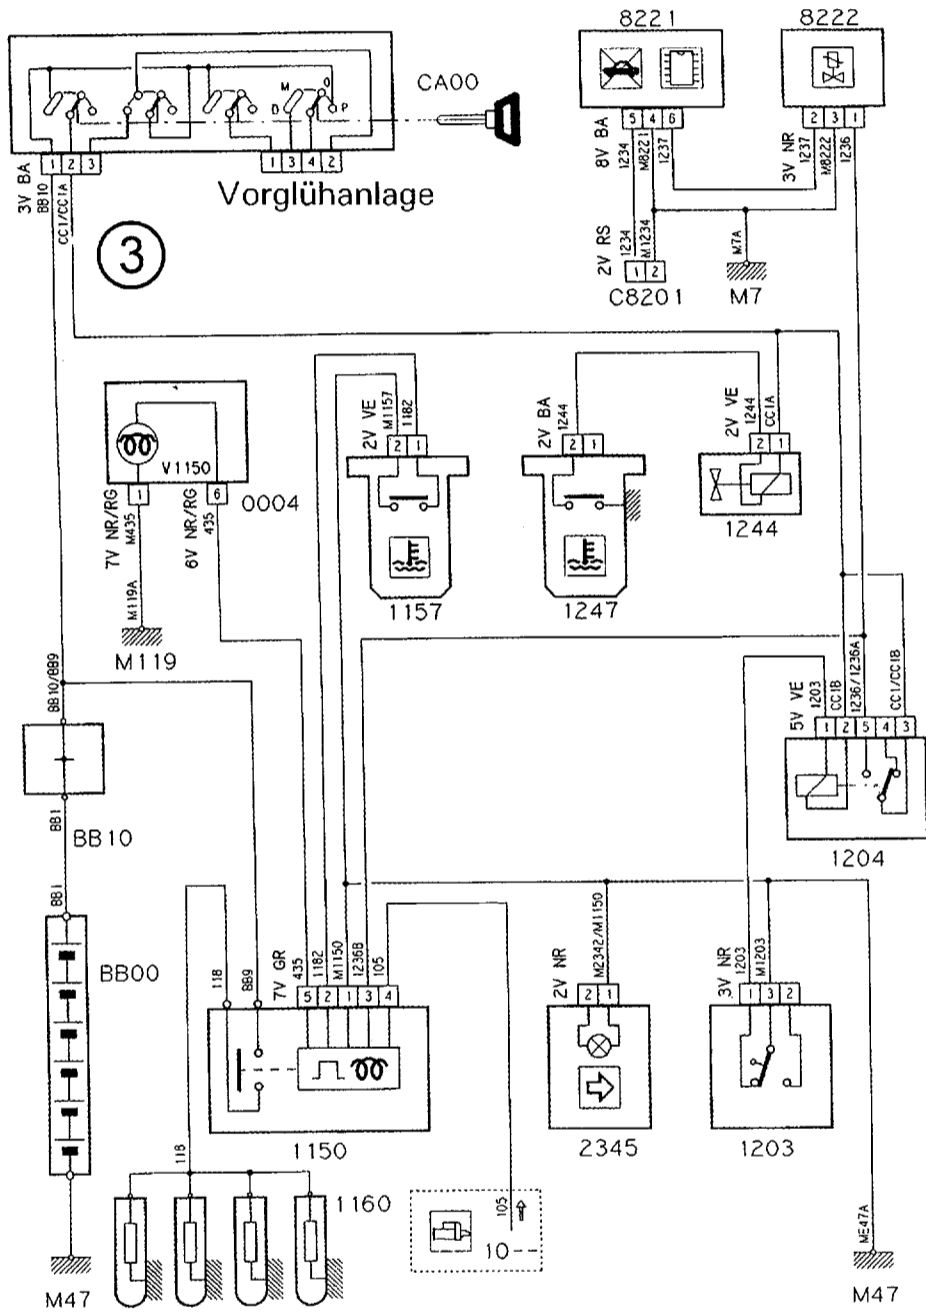 8221
8222
CA00
M
O
D
P
1 2 3
1 3 4 2
5 4 6
2 3 1
3V BA
BB10
CC1/CC1A
Vorglühanlage
3
8V BA
1234
M8221
1237
3V NR
1237
M8222
1236
2V RS
1234
M1234
1 2
C8201
M7A
M7
V1150
1
6
0004
7V NR/RG
M435
6V NR/RG
435
M119A
M119
2V VE
M1157
1182
2 1
1157
2V BA
1244
2 1
1247
2V VE
1244
CC1A
2 1
1244
BB10/BB9
BB1
BB10
BB1
BB00
5V VE
1203
CC1B
1236/1236A
CC1/CC1B
1 2 5 4 3
1204
118
BB9
7V GR
435
1182
M1150
1236B
105
5 2 1 3 4
1150
2V NR
M2342/M1150
2 1
2345
3V NR
1203
M1203
1 3 2
1203
118
1160
105
10--
ME47A
M47
M47